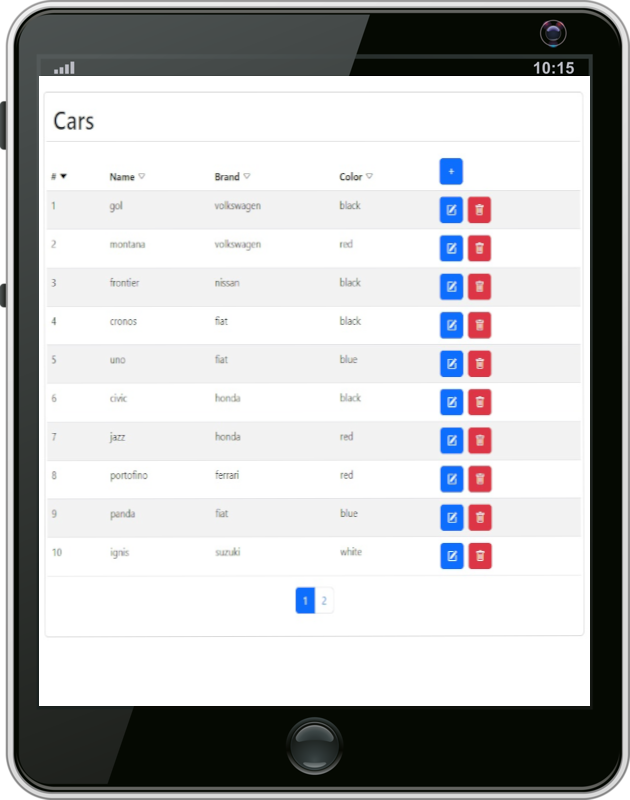 10:15
Cars
# Name Brand Color +
1 gol volkswagen black
2 montana volkswagen red
3 frontier nissan black
4 cronos fiat black
5 uno fiat blue
6 civic honda black
7 jazz honda red
8 portofino ferrari red
9 panda fiat blue
10 ignis suzuki white
1 2